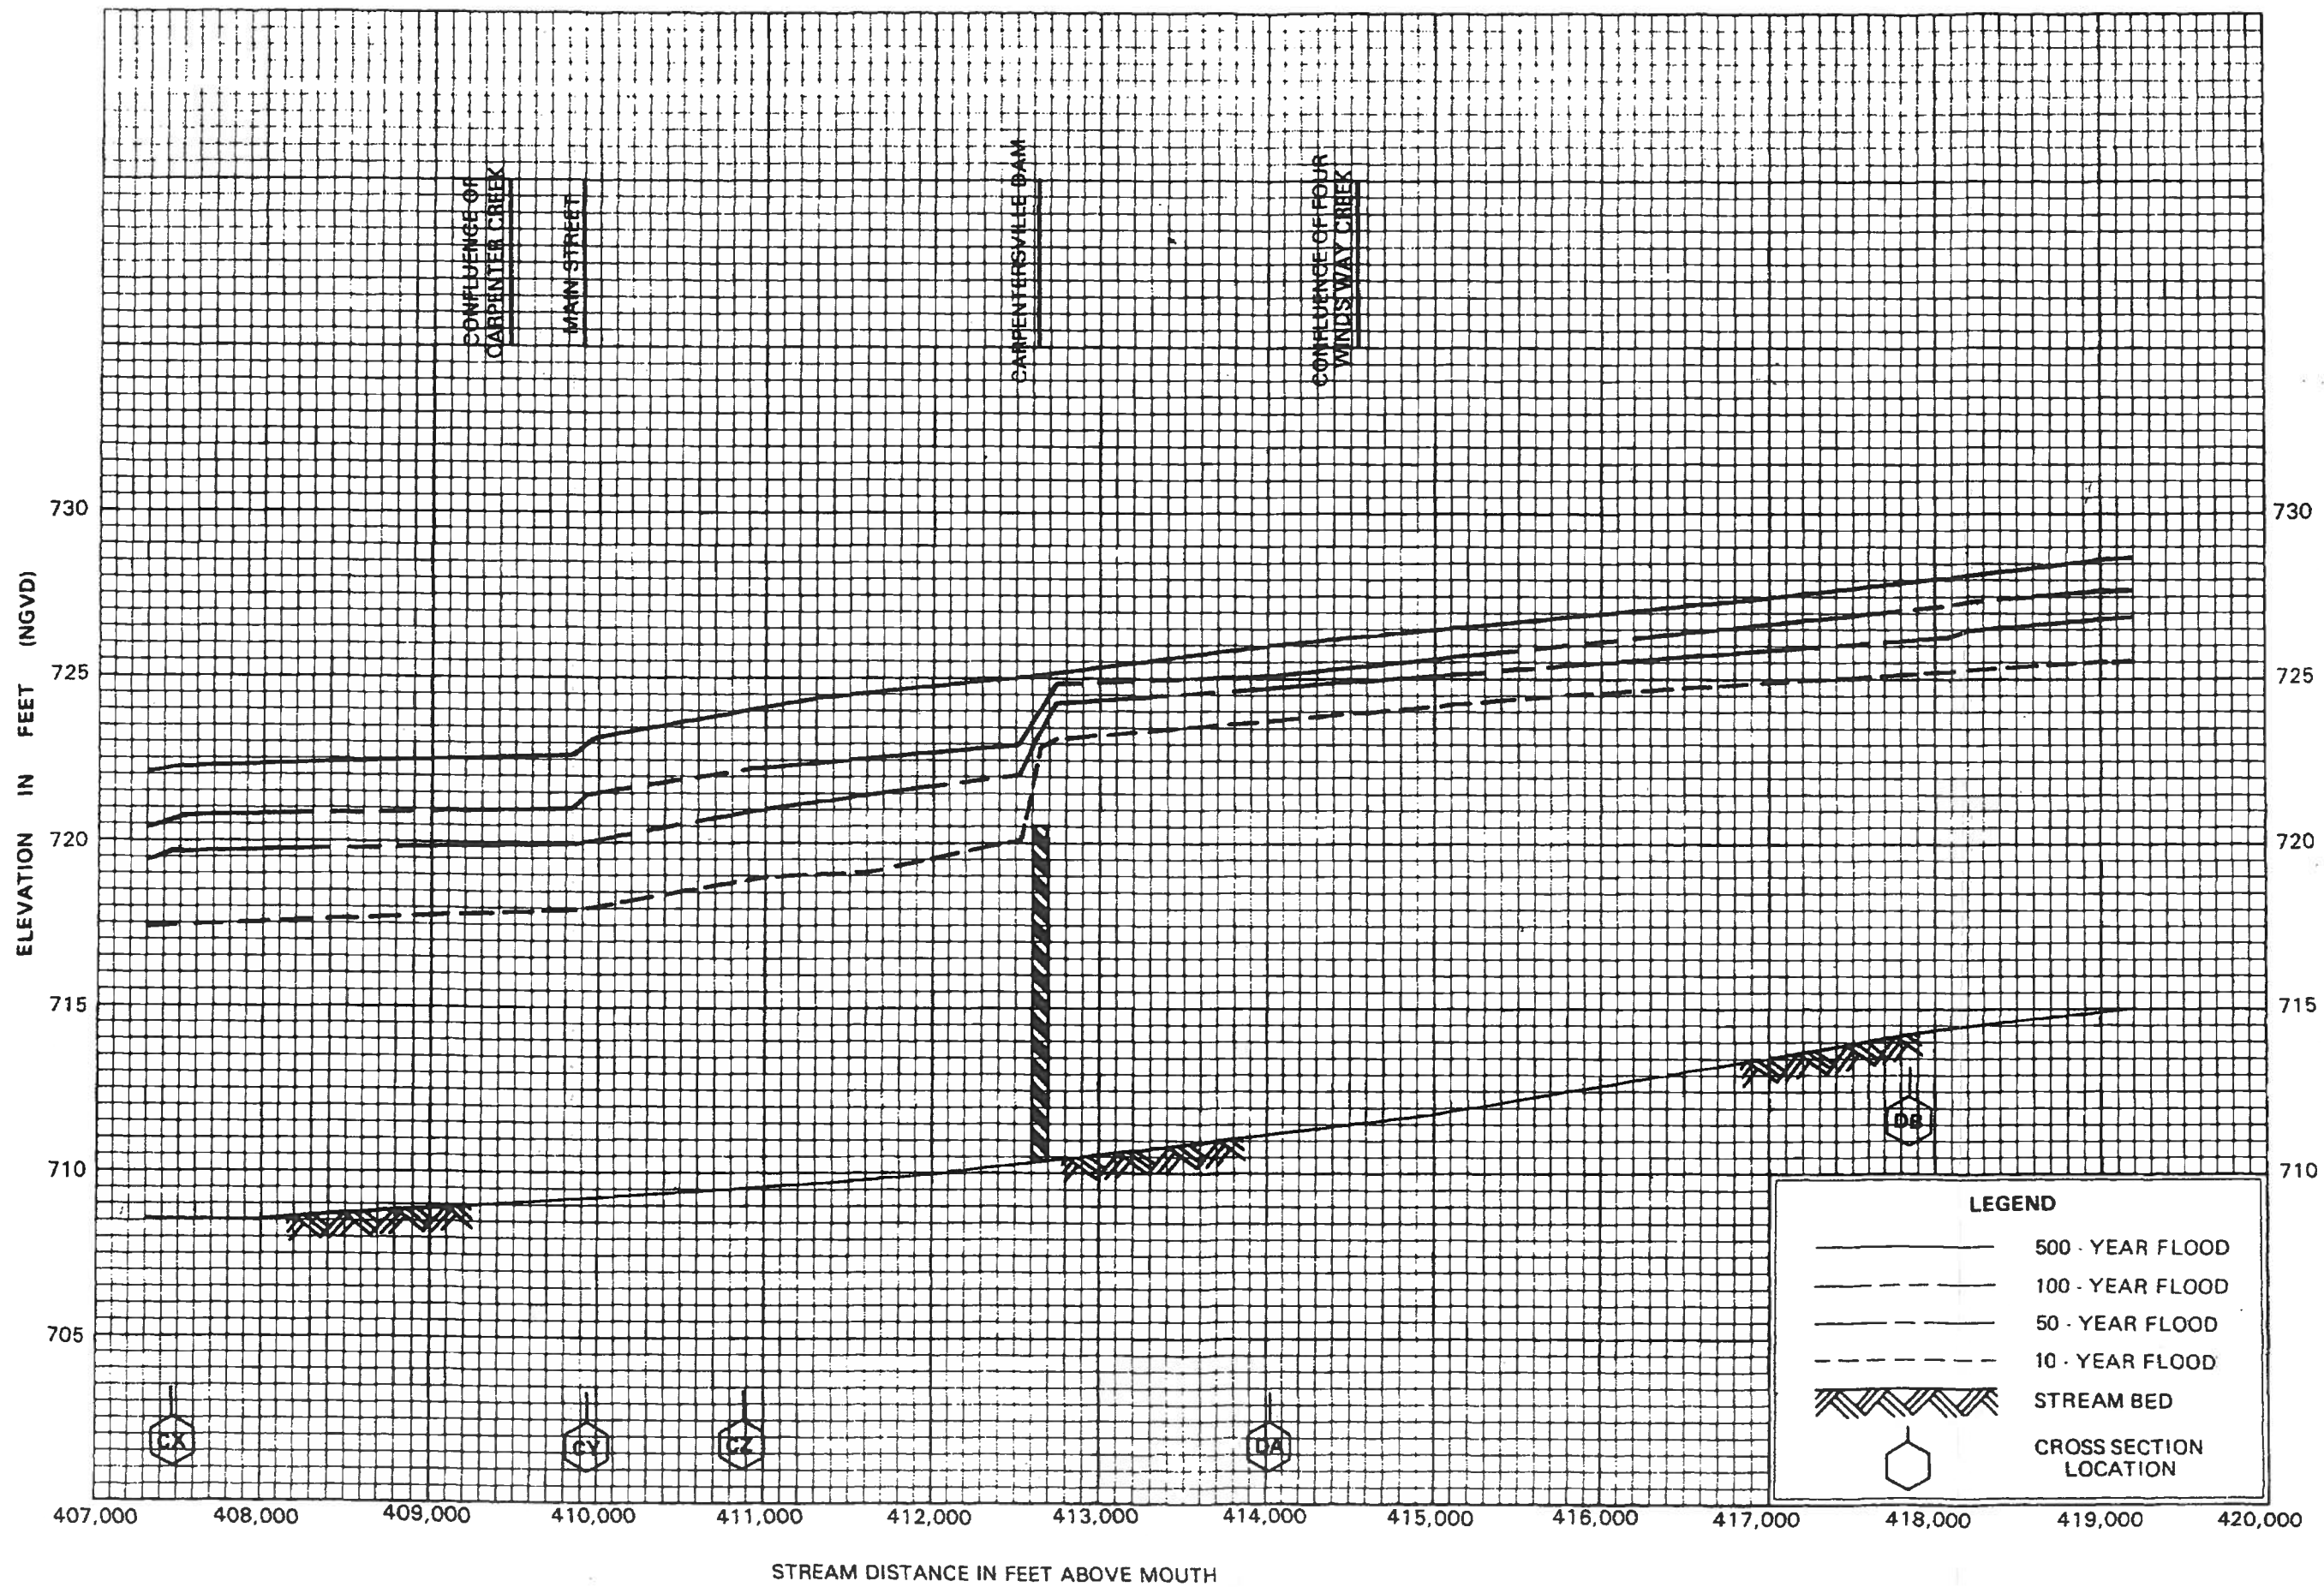 CONFLUENCE OF
CARPENTER CREEK
MAIN STREET
CARPENTERSVILLE DAM
CONFLUENCE OF FOUR
WINDS WAY CREEK
ELEVATION IN FEET (NGVD)
730
725
720
715
710
705
730
725
720
715
710
CX
CY
CZ
DA
DB
LEGEND
500 - YEAR FLOOD
100 - YEAR FLOOD
50 - YEAR FLOOD
10 - YEAR FLOOD
STREAM BED
CROSS SECTION
LOCATION
407,000
408,000
409,000
410,000
411,000
412,000
413,000
414,000
415,000
416,000
417,000
418,000
419,000
420,000
STREAM DISTANCE IN FEET ABOVE MOUTH